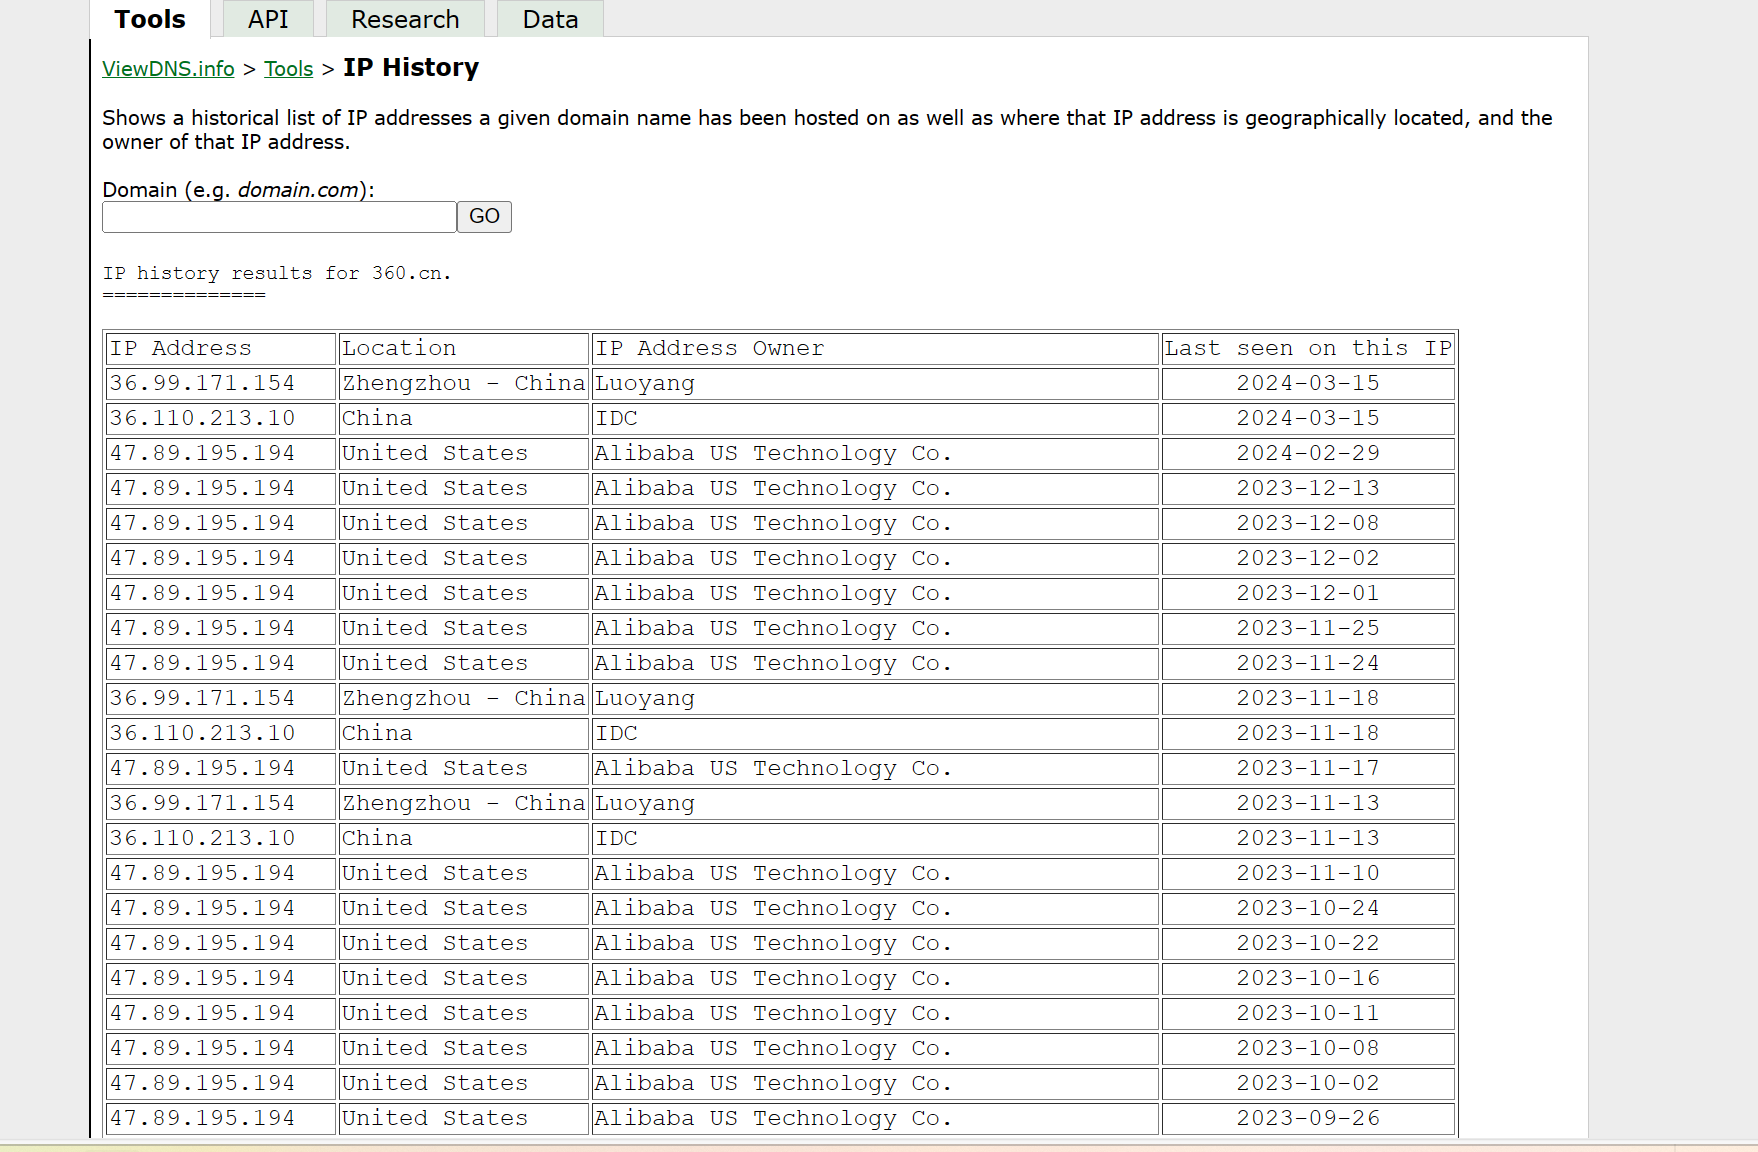 Tools API Research Data
ViewDNS.info > Tools > IP History
Shows a historical list of IP addresses a given domain name has been hosted on as well as where that IP address is geographically located, and the
owner of that IP address.
Domain (e.g. domain.com):
GO
IP history results for 360.cn.
==============
IP Address Location IP Address Owner Last seen on this IP
36.99.171.154 Zhengzhou - China Luoyang 2024-03-15
36.110.213.10 China IDC 2024-03-15
47.89.195.194 United States Alibaba US Technology Co. 2024-02-29
47.89.195.194 United States Alibaba US Technology Co. 2023-12-13
47.89.195.194 United States Alibaba US Technology Co. 2023-12-08
47.89.195.194 United States Alibaba US Technology Co. 2023-12-02
47.89.195.194 United States Alibaba US Technology Co. 2023-12-01
47.89.195.194 United States Alibaba US Technology Co. 2023-11-25
47.89.195.194 United States Alibaba US Technology Co. 2023-11-24
36.99.171.154 Zhengzhou - China Luoyang 2023-11-18
36.110.213.10 China IDC 2023-11-18
47.89.195.194 United States Alibaba US Technology Co. 2023-11-17
36.99.171.154 Zhengzhou - China Luoyang 2023-11-13
36.110.213.10 China IDC 2023-11-13
47.89.195.194 United States Alibaba US Technology Co. 2023-11-10
47.89.195.194 United States Alibaba US Technology Co. 2023-10-24
47.89.195.194 United States Alibaba US Technology Co. 2023-10-22
47.89.195.194 United States Alibaba US Technology Co. 2023-10-16
47.89.195.194 United States Alibaba US Technology Co. 2023-10-11
47.89.195.194 United States Alibaba US Technology Co. 2023-10-08
47.89.195.194 United States Alibaba US Technology Co. 2023-10-02
47.89.195.194 United States Alibaba US Technology Co. 2023-09-26